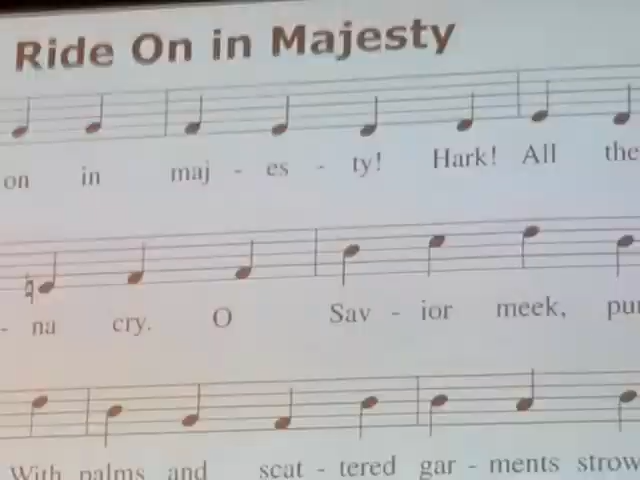 Ride On in Majesty
on in maj - es - ty! Hark! All the
- na cry. O Sav - ior meek, pur
With palms and scat - tered gar - ments strow